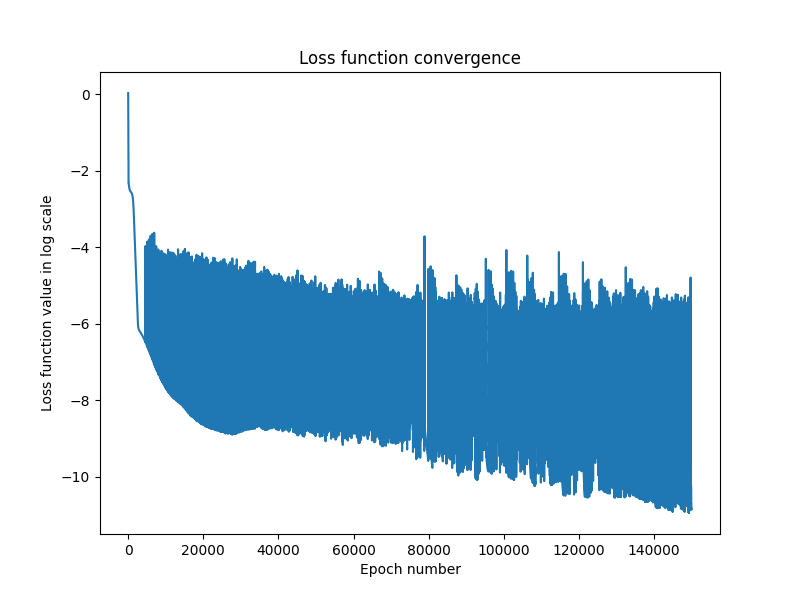 Loss function convergence
Loss function value in log scale
0
−2
−4
−6
−8
−10
0 20000 40000 60000 80000 100000 120000 140000
Epoch number